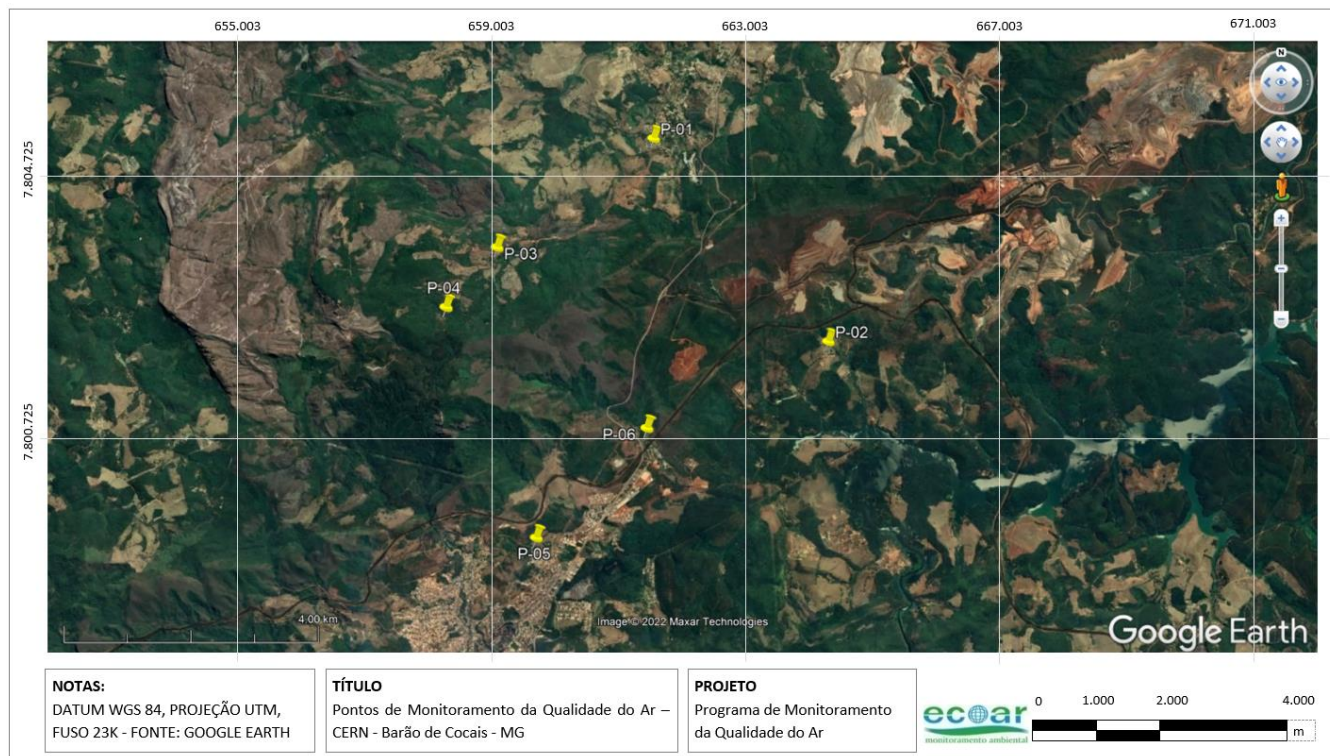 655.003 659.003 663.003 667.003 671.003
N
7.804.725
7.800.725
P-01
P-03
P-04
P-02
P-06
P-05
4.00 km
Image © 2022 Maxar Technologies
Google Earth
NOTAS:
DATUM WGS 84, PROJEÇÃO UTM,
FUSO 23K - FONTE: GOOGLE EARTH
TÍTULO
Pontos de Monitoramento da Qualidade do Ar –
CERN - Barão de Cocais - MG
PROJETO
Programa de Monitoramento
da Qualidade do Ar
ecoar
monitoramento ambiental
0 1.000 2.000 4.000
m